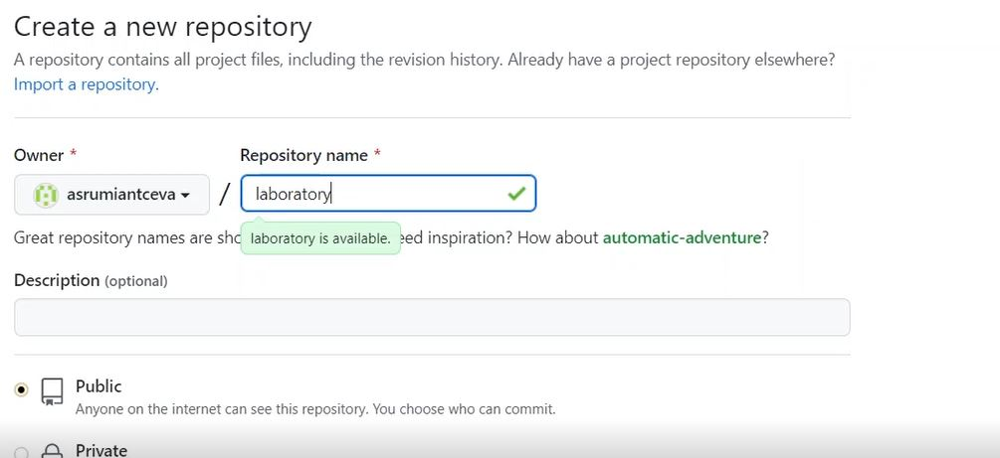 Create a new repository
A repository contains all project files, including the revision history. Already have a project repository elsewhere?
Import a repository.
Owner *
Repository name *
asrumiantceva / laboratory
Great repository names are sho
laboratory is available.
eed inspiration? How about automatic-adventure?
Description (optional)
Public
Anyone on the internet can see this repository. You choose who can commit.
Private